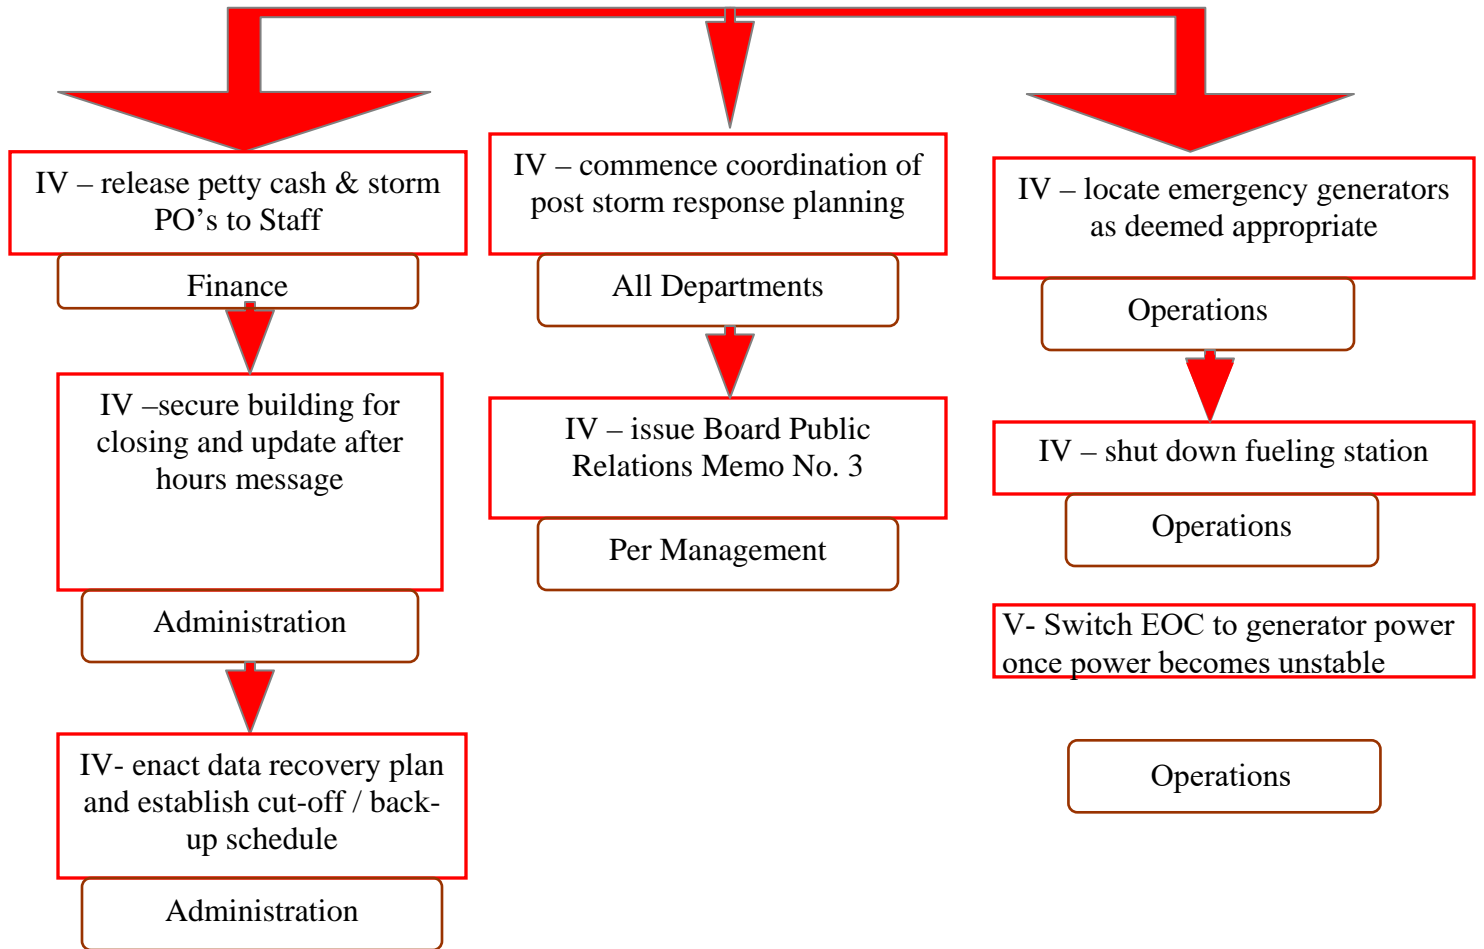 IV – release petty cash & storm
PO’s to Staff
Finance
IV –secure building for
closing and update after
hours message
Administration
IV- enact data recovery plan
and establish cut-off / back-
up schedule
Administration
IV – commence coordination of
post storm response planning
All Departments
IV – issue Board Public
Relations Memo No. 3
Per Management
IV – locate emergency generators
as deemed appropriate
Operations
IV – shut down fueling station
Operations
V- Switch EOC to generator power
once power becomes unstable
Operations